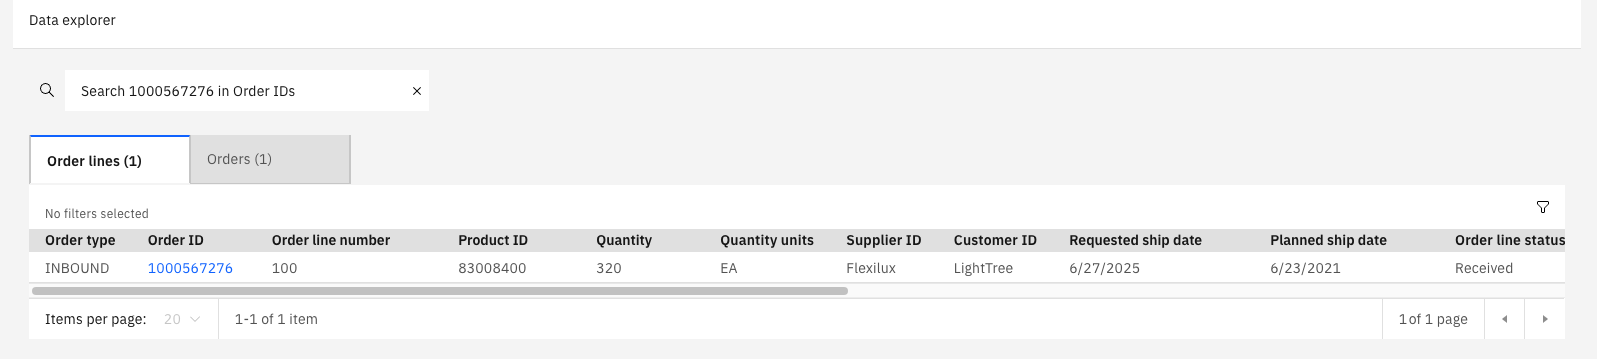 Data explorer
Search 1000567276 in Order IDs
Order lines (1)
Orders (1)
No filters selected
Order type Order ID Order line number Product ID Quantity Quantity units Supplier ID Customer ID Requested ship date Planned ship date Order line status
INBOUND 1000567276 100 83008400 320 EA Flexilux LightTree 6/27/2025 6/23/2021 Received
Items per page: 20 1-1 of 1 item 1 of 1 page